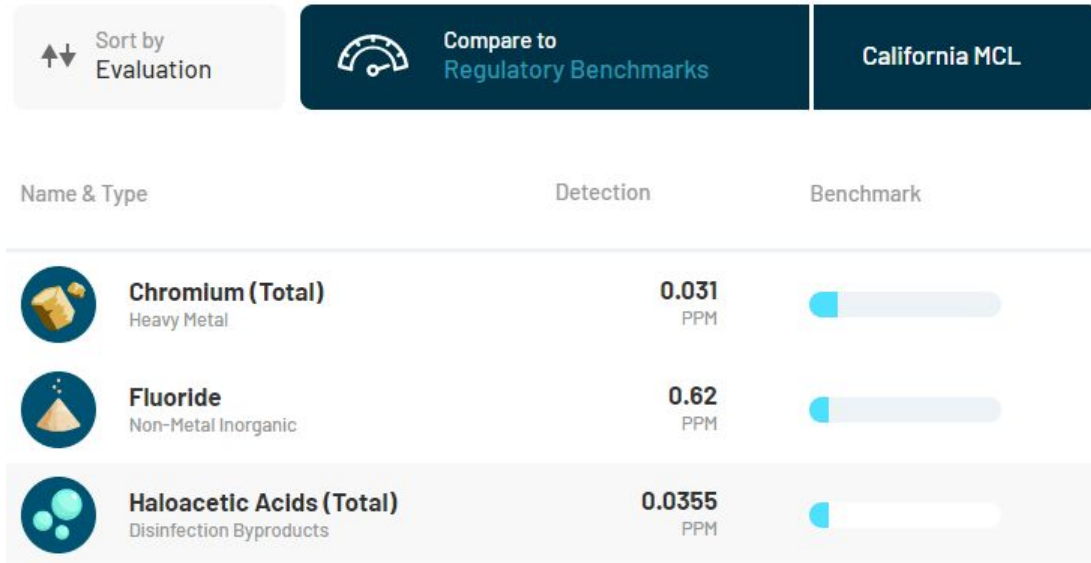 Sort by
Evaluation
Compare to
Regulatory Benchmarks
California MCL
Name & Type
Detection
Benchmark
Chromium (Total)
Heavy Metal
0.031
PPM
Fluoride
Non-Metal Inorganic
0.62
PPM
Haloacetic Acids (Total)
Disinfection Byproducts
0.0355
PPM